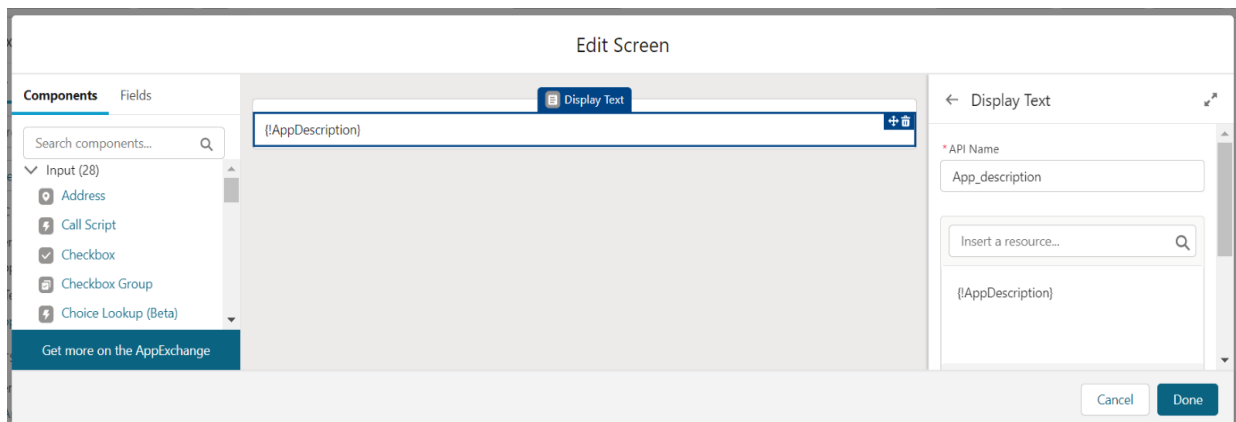 Edit Screen
Components Fields
Search components...
Input (28)
Address
Call Script
Checkbox
Checkbox Group
Choice Lookup (Beta)
Get more on the AppExchange
Display Text
{!AppDescription}
Display Text
* API Name
App_description
Insert a resource...
{!AppDescription}
Cancel Done